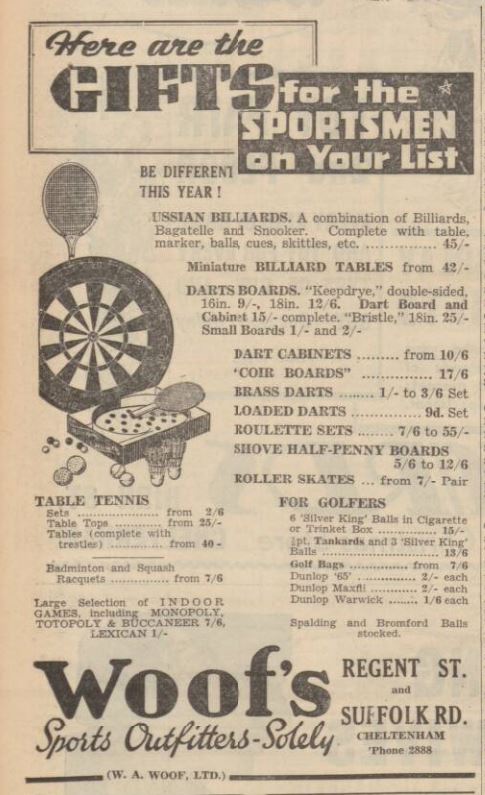 Here are the
GIFTS for the
SPORTSMEN
on Your List
BE DIFFERENT
THIS YEAR !
USSIAN BILLIARDS. A combination of Billiards,
Bagatelle and Snooker. Complete with table,
marker, balls, cues, skittles, etc. .............. 45/-
Miniature BILLIARD TABLES from 42/-
DARTS BOARDS. "Keepdrye," double-sided,
16in. 9/-, 18in. 12/6. Dart Board and
Cabinet 15/- complete. "Bristle," 18in. 25/-
Small Boards 1/- and 2/-
DART CABINETS ......... from 10/6
'COIR BOARDS" .............. 17/6
BRASS DARTS ........ 1/- to 3/6 Set
LOADED DARTS .............. 9d. Set
ROULETTE SETS ........ 7/6 to 55/-
SHOVE HALF-PENNY BOARDS
5/6 to 12/6
ROLLER SKATES ... from 7/- Pair
TABLE TENNIS
Sets .................. from 2/6
Table Tops ............ from 25/-
Tables (complete with
trestles) .............. from 40 -
Badminton and Squash
Racquets .............. from 7/6
Large Selection of INDOOR
GAMES, including MONOPOLY,
TOTOPOLY & BUCCANEER 7/6,
LEXICAN 1/-
FOR GOLFERS
6 'Silver King' Balls in Cigarette
or Trinket Box ................ 15/-
pt. Tankards and 3 'Silver King'
Balls .......................... 13/6
Golf Bags ............... from 7/6
Dunlop '65' ............... 2/- each
Dunlop Maxfli ............ 2/- each
Dunlop Warwick ........ 1/6 each
Spalding and Bromford Balls
stocked.
Woof's
Sports Outfitters-Solely
REGENT ST.
and
SUFFOLK RD.
CHELTENHAM
'Phone 2888
(W. A. WOOF, LTD.)